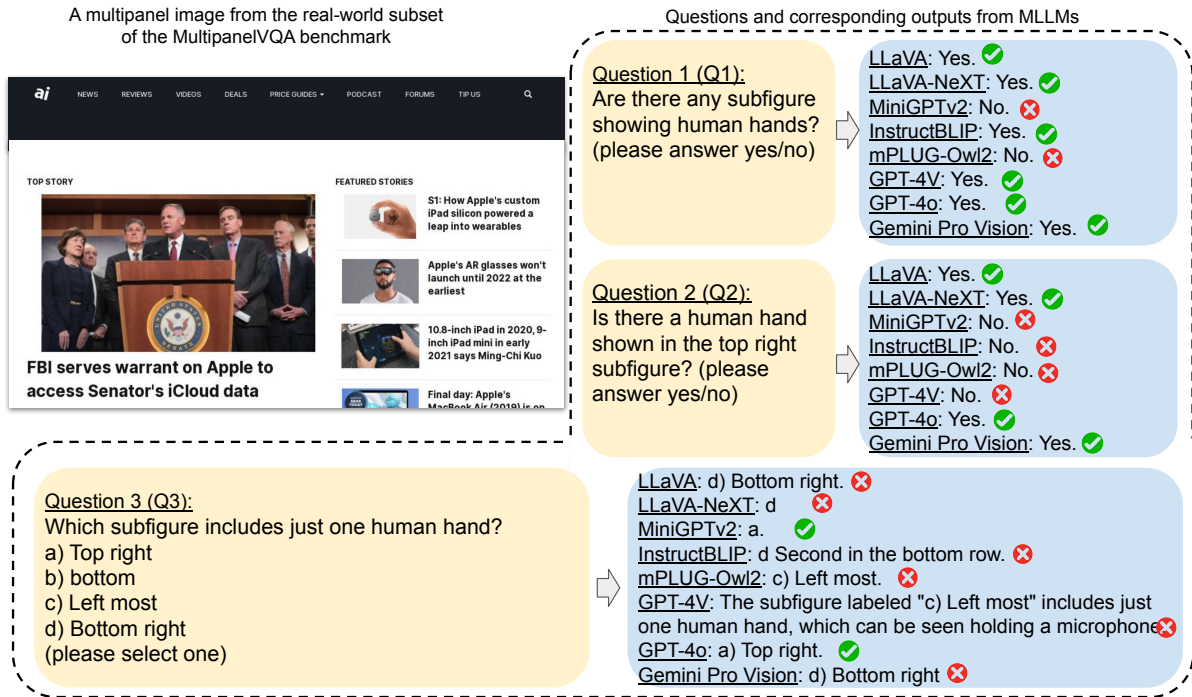 A multipanel image from the real-world subset
of the MultipanelVQA benchmark
Questions and corresponding outputs from MLLMs
ai
NEWS
REVIEWS
VIDEOS
DEALS
PRICE GUIDES
PODCAST
FORUMS
TIP US
TOP STORY
FBI serves warrant on Apple to
access Senator's iCloud data
FEATURED STORIES
S1: How Apple's custom
iPad silicon powered a
leap into wearables
Apple's AR glasses won't
launch until 2022 at the
earliest
10.8-inch iPad in 2020, 9-
inch iPad mini in early
2021 says Ming-Chi Kuo
Final day: Apple's
MacBook Air (2019) is on
UNITED STATES
SENATE
Question 1 (Q1):
Are there any subfigure
showing human hands?
(please answer yes/no)
LLaVA: Yes.
LLaVA-NeXT: Yes.
MiniGPTv2: No.
InstructBLIP: Yes.
mPLUG-Owl2: No.
GPT-4V: Yes.
GPT-4o: Yes.
Gemini Pro Vision: Yes.
Question 2 (Q2):
Is there a human hand
shown in the top right
subfigure? (please
answer yes/no)
LLaVA: Yes.
LLaVA-NeXT: Yes.
MiniGPTv2: No.
InstructBLIP: No.
mPLUG-Owl2: No.
GPT-4V: No.
GPT-4o: Yes.
Gemini Pro Vision: Yes.
Question 3 (Q3):
Which subfigure includes just one human hand?
a) Top right
b) bottom
c) Left most
d) Bottom right
(please select one)
LLaVA: d) Bottom right.
LLaVA-NeXT: d
MiniGPTv2: a.
InstructBLIP: d Second in the bottom row.
mPLUG-Owl2: c) Left most.
GPT-4V: The subfigure labeled "c) Left most" includes just
one human hand, which can be seen holding a microphone.
GPT-4o: a) Top right.
Gemini Pro Vision: d) Bottom right